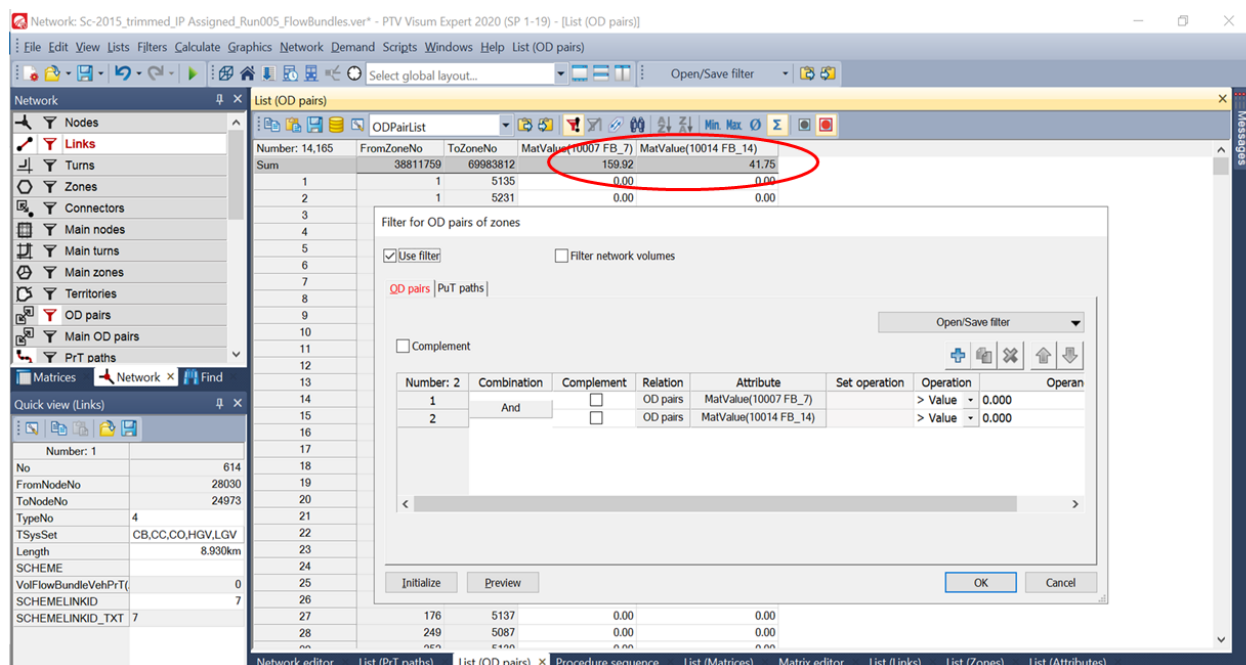 Network: Sc-2015_trimmed_IP Assigned_Run005_FlowBundles.ver* - PTV Visum Expert 2020 (SP 1-19) - [List (OD pairs)]
File Edit View Lists Filters Calculate Graphics Network Demand Scripts Windows Help List (OD pairs)
Select global layout... Open/Save filter
Network
Nodes
Links
Turns
Zones
Connectors
Main nodes
Main turns
Main zones
Territories
OD pairs
Main OD pairs
PrT paths
Matrices Network Find
Quick view (Links)
Number: 1
No 614
FromNodeNo 28030
ToNodeNo 24973
TypeNo 4
TSysSet CB,CC,CO,HGV,LGV
Length 8.930km
SCHEME
VolFlowBundleVehPrT( 0
SCHEMELINKID 7
SCHEMELINKID_TXT 7
List (OD pairs)
ODPairList Min. Max. Ø Σ
Number: 14,165 FromZoneNo ToZoneNo MatValue(10007 FB_7) MatValue(10014 FB_14)
Sum 38811759 69983812 159.92 41.75
1 1 5135 0.00 0.00
2 1 5231 0.00 0.00
3
4
5
6
7
8
9
10
11
12
13
14
15
16
17
18
19
20
21
22
23
24
25
26
27 176 5137 0.00 0.00
28 249 5087 0.00 0.00
Filter for OD pairs of zones
Use filter Filter network volumes
OD pairs PuT paths
Open/Save filter
Complement
Number: 2 Combination Complement Relation Attribute Set operation Operation Operan
1 And OD pairs MatValue(10007 FB_7) > Value 0.000
2 OD pairs MatValue(10014 FB_14) > Value 0.000
Initialize Preview OK Cancel
Network editor List (PrT paths) List (OD pairs) Procedure sequence List (Matrices) Matrix editor List (Links) List (Zones) List (Attributes)
Messages